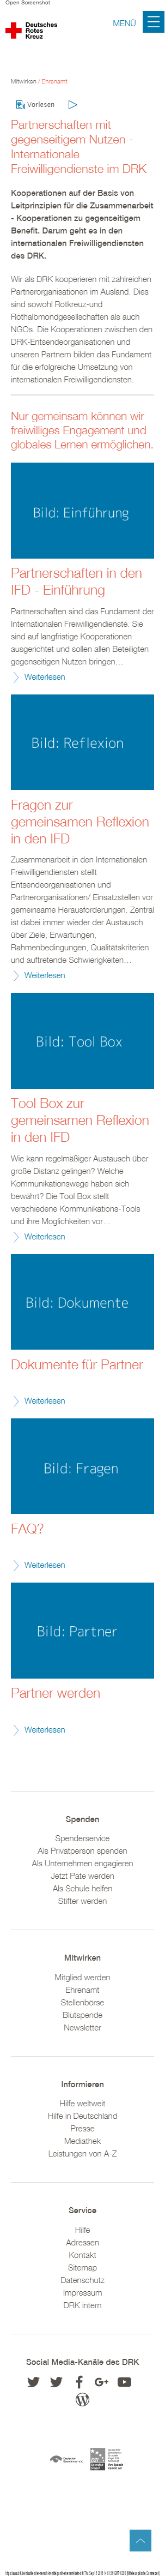 Open Screenshot
Deutsches
Rotes
Kreuz
MENÜ
Mitwirken / Ehrenamt
Vorlesen
Partnerschaften mit
gegenseitigem Nutzen -
Internationale
Freiwilligendienste im DRK
Kooperationen auf der Basis von
Leitprinzipien für die Zusammenarbeit
- Kooperationen zu gegenseitigem
Benefit. Darum geht es in den
internationalen Freiwilligendiensten
des DRK.
Wir als DRK kooperieren mit zahlreichen
Partnerorganisationen im Ausland. Dies
sind sowohl Rotkreuz-und
Rothalbmondgesellschaften als auch
NGOs. Die Kooperationen zwischen den
DRK-Entsendeorganisationen und
unseren Partnern bilden das Fundament
für die erfolgreiche Umsetzung von
internationalen Freiwilligendiensten.
Nur gemeinsam können wir
freiwilliges Engagement und
globales Lernen ermöglichen.
Bild: Einführung
Partnerschaften in den
IFD - Einführung
Partnerschaften sind das Fundament der
Internationalen Freiwilligendienste. Sie
sind auf langfristige Kooperationen
ausgerichtet und sollen allen Beteiligten
gegenseitigen Nutzen bringen…
Weiterlesen
Bild: Reflexion
Fragen zur
gemeinsamen Reflexion
in den IFD
Zusammenarbeit in den Internationalen
Freiwilligendiensten stellt
Entsendeorganisationen und
Partnerorganisationen/ Einsatzstellen vor
gemeinsame Herausforderungen. Zentral
ist dabei immer wieder der Austausch
über Ziele, Erwartungen,
Rahmenbedingungen, Qualitätskriterien
und auftretende Schwierigkeiten…
Weiterlesen
Bild: Tool Box
Tool Box zur
gemeinsamen Reflexion
in den IFD
Wie kann regelmäßiger Austausch über
große Distanz gelingen? Welche
Kommunikationswege haben sich
bewährt? Die Tool Box stellt
verschiedene Kommunikations-Tools
und ihre Möglichkeiten vor…
Weiterlesen
Bild: Dokumente
Dokumente für Partner
Weiterlesen
Bild: Fragen
FAQ?
Weiterlesen
Bild: Partner
Partner werden
Weiterlesen
Spenden
Spenderservice
Als Privatperson spenden
Als Unternehmen engagieren
Jetzt Pate werden
Als Schule helfen
Stifter werden
Mitwirken
Mitglied werden
Ehrenamt
Stellenbörse
Blutspende
Newsletter
Informieren
Hilfe weltweit
Hilfe in Deutschland
Presse
Mediathek
Leistungen von A-Z
Service
Hilfe
Adressen
Kontakt
Sitemap
Datenschutz
Impressum
DRK intern
Social Media-Kanäle des DRK